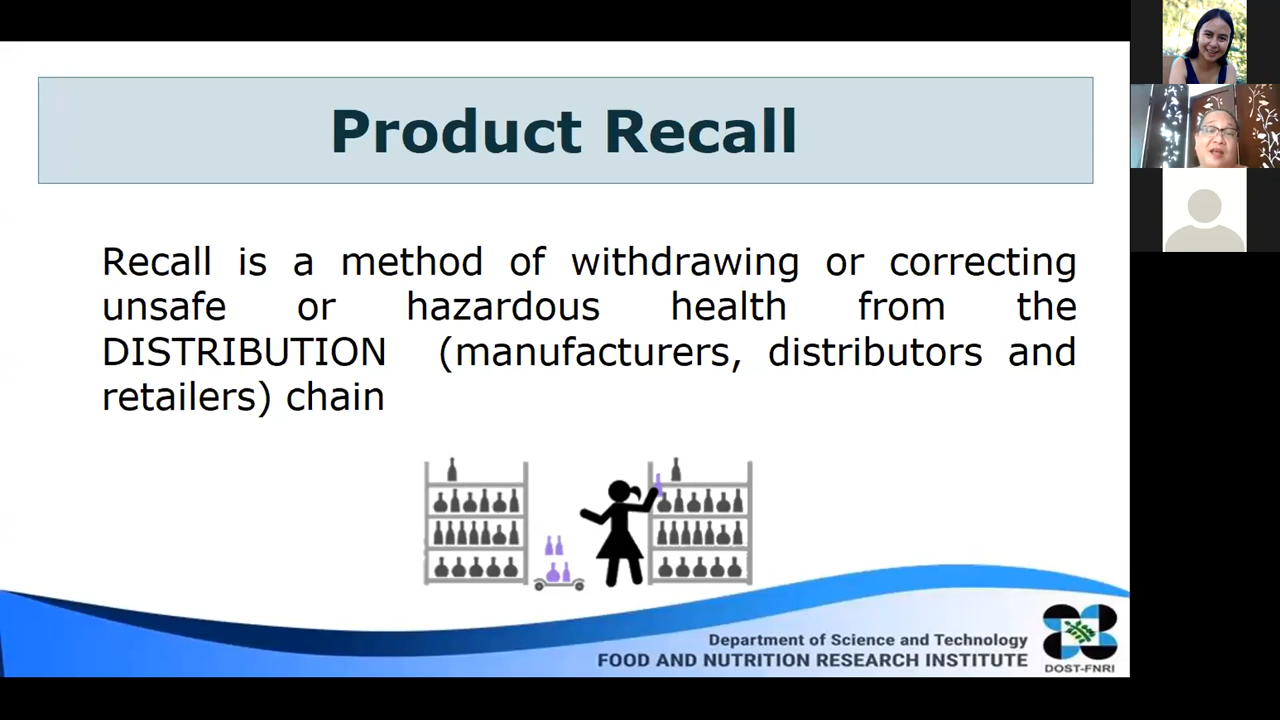 Product Recall
Recall is a method of withdrawing or correcting
unsafe or hazardous health from the
DISTRIBUTION (manufacturers, distributors and
retailers) chain
Department of Science and Technology
FOOD AND NUTRITION RESEARCH INSTITUTE
DOST-FNRI